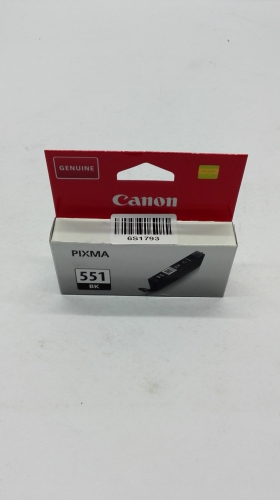 GENUINE
Canon
6S1793
PIXMA
551
BK